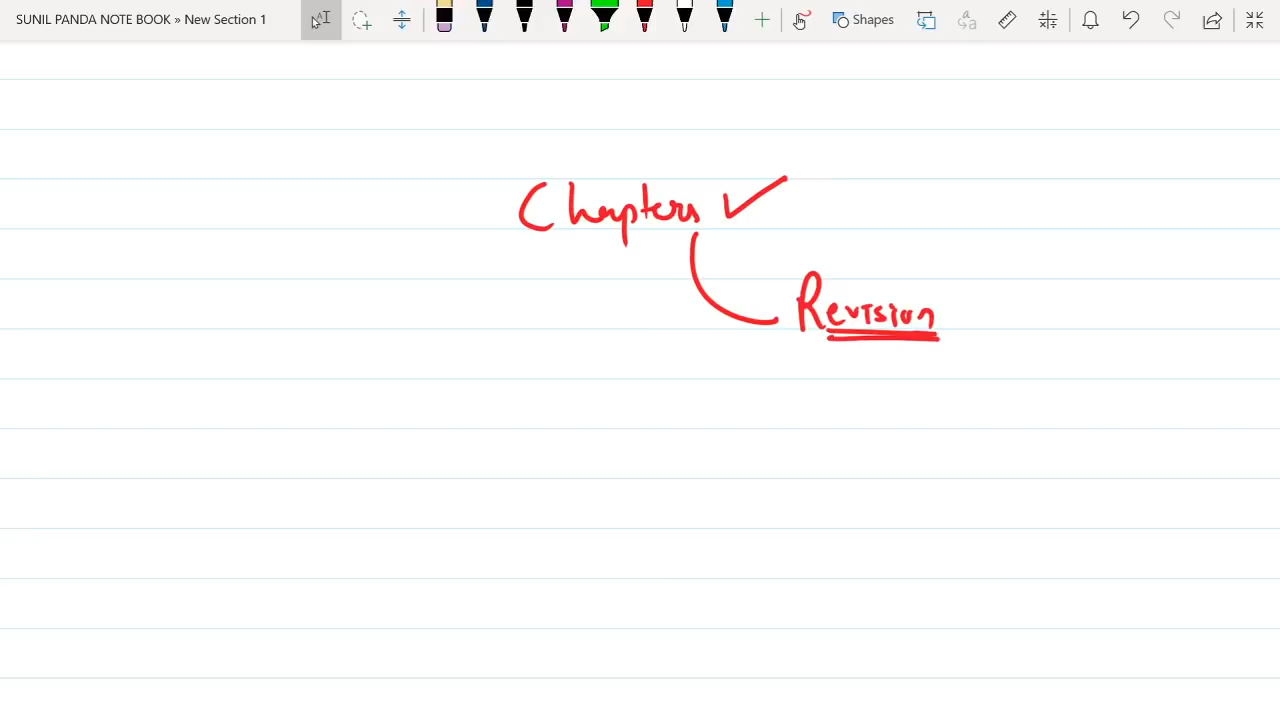 SUNIL PANDA NOTE BOOK » New Section 1
Shapes
Chapters ✓
Revision